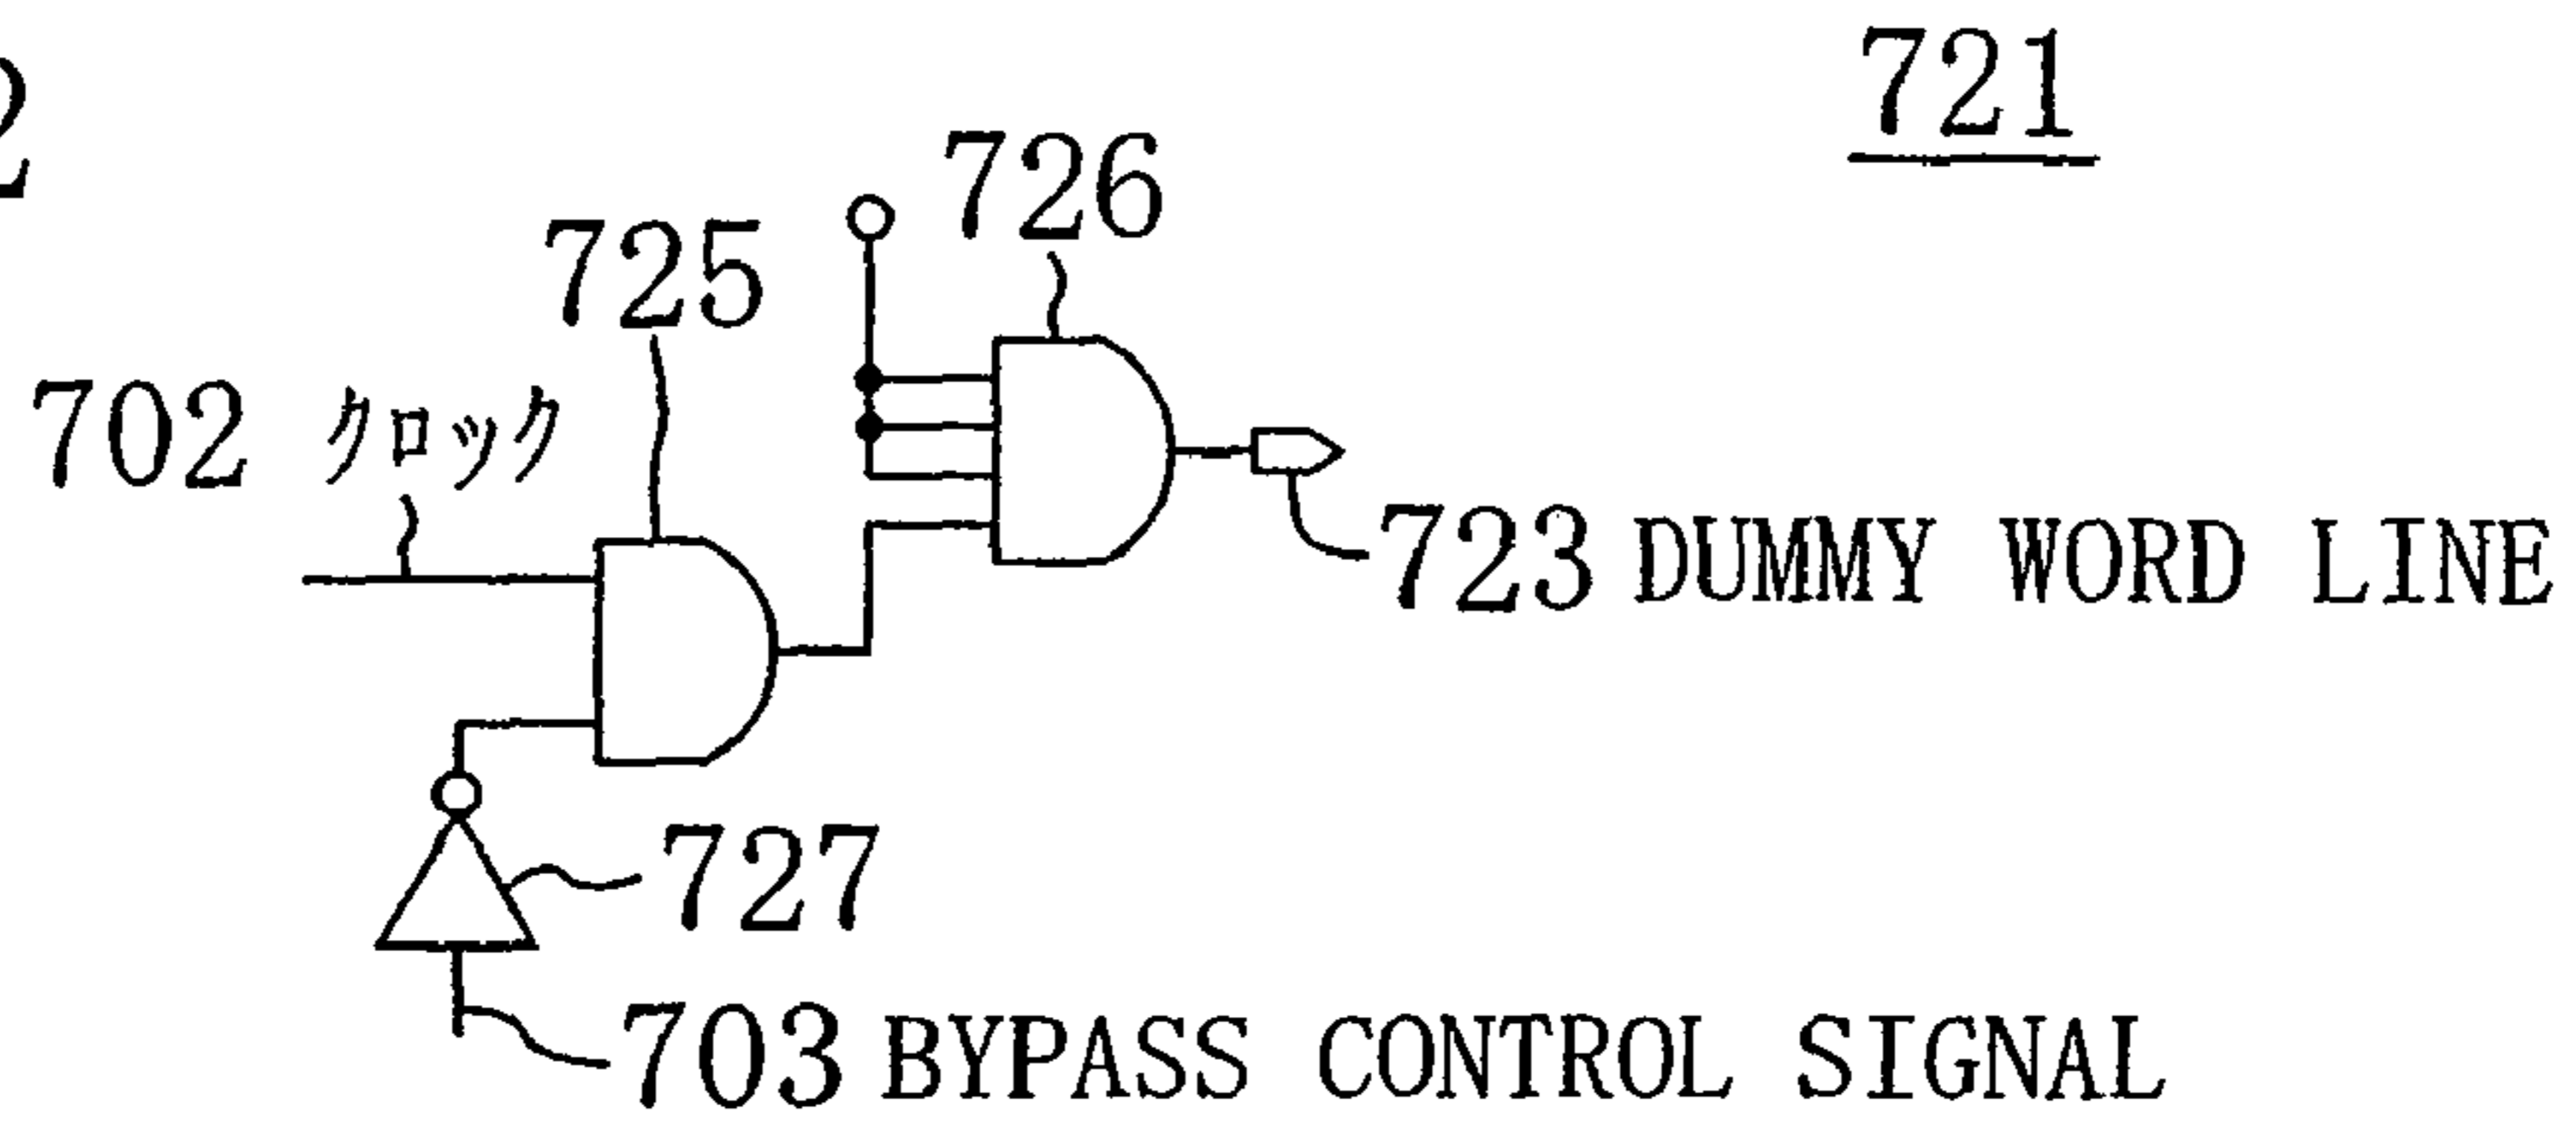 2
721
726
725
702 クロック
723 DUMMY WORD LINE
727
703 BYPASS CONTROL SIGNAL